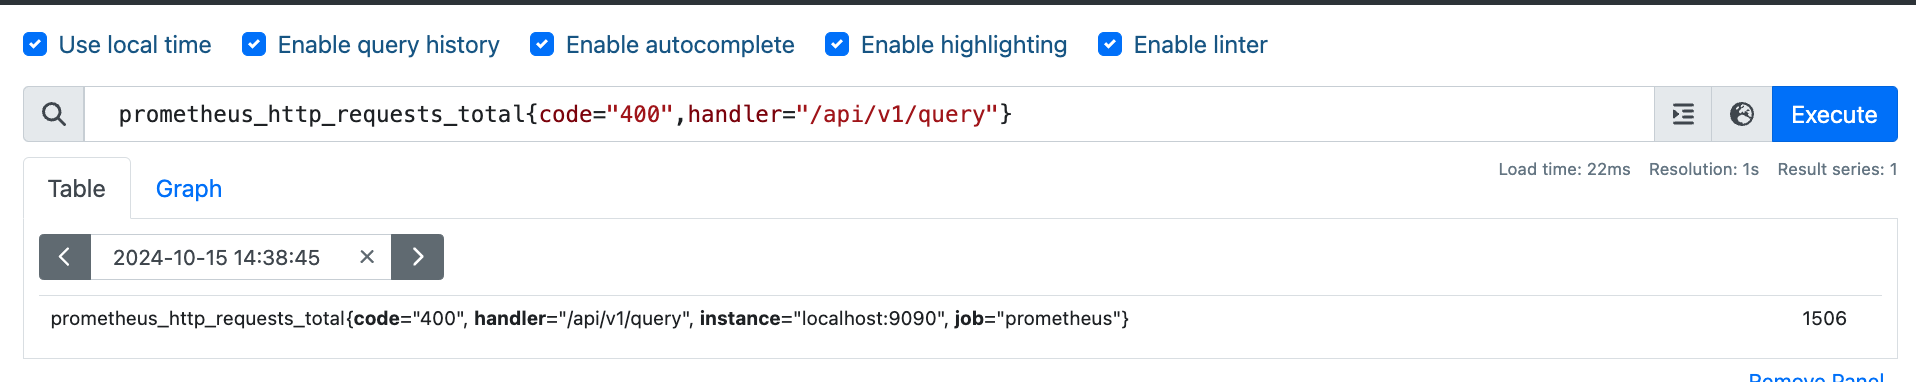 Use local time Enable query history Enable autocomplete Enable highlighting Enable linter
prometheus_http_requests_total{code="400",handler="/api/v1/query"} Execute
Load time: 22ms Resolution: 1s Result series: 1
Table Graph
2024-10-15 14:38:45
prometheus_http_requests_total{code="400", handler="/api/v1/query", instance="localhost:9090", job="prometheus"} 1506
Remove Panel